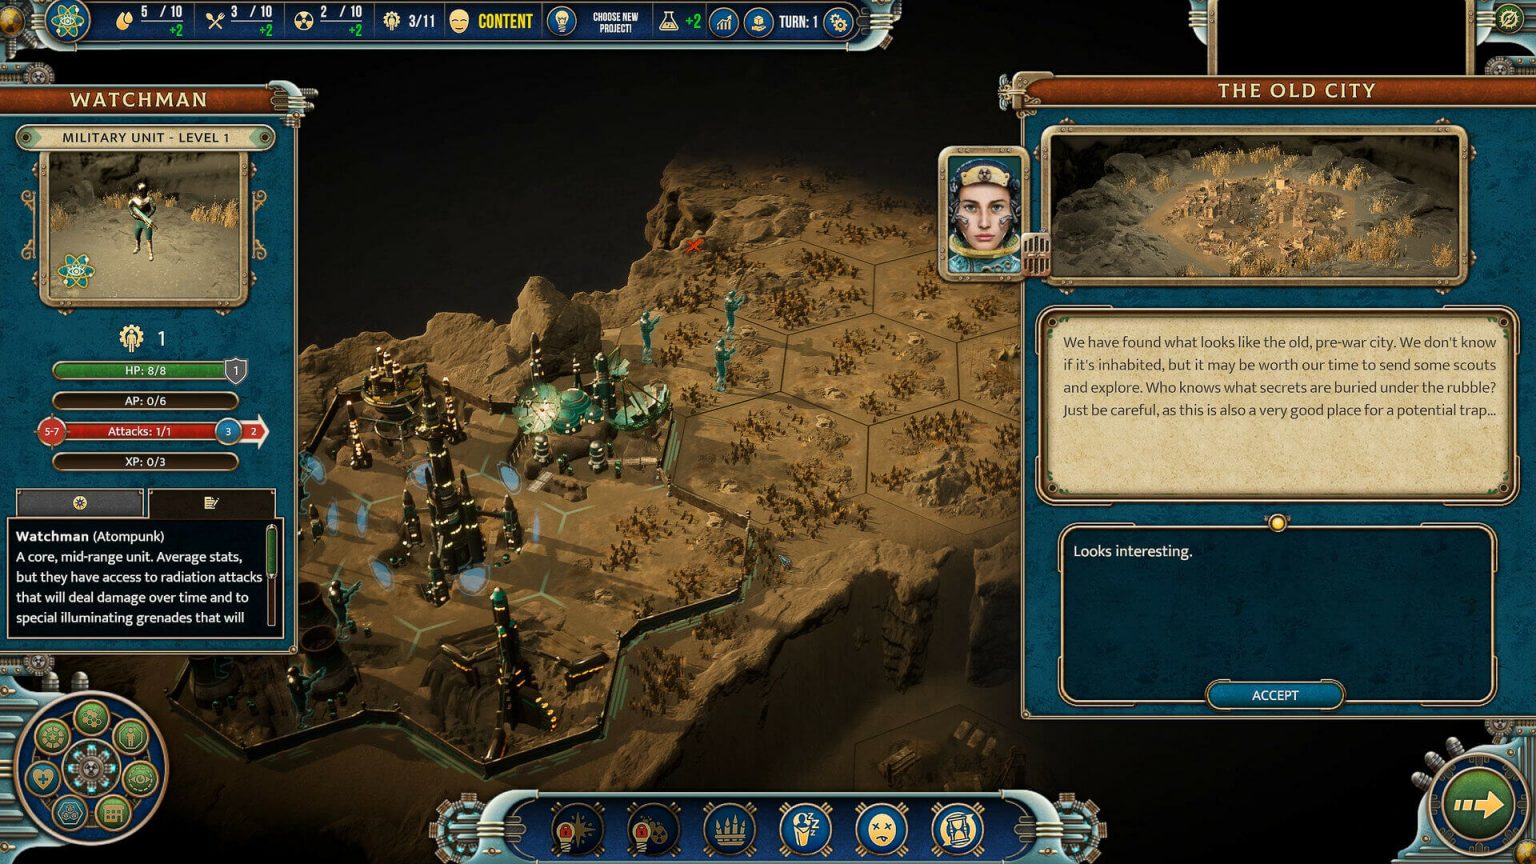 5 / 10
+2
3 / 10
+2
2 / 10
+2
3/11
CONTENT
CHOOSE NEW
PROJECT!
+2
TURN: 1
WATCHMAN
MILITARY UNIT - LEVEL 1
1
HP: 8/8
1
AP: 0/6
5-7
Attacks: 1/1
3
2
XP: 0/3
Watchman (Atompunk)
A core, mid-range unit. Average stats,
but they have access to radiation attacks
that will deal damage over time and to
special illuminating grenades that will
THE OLD CITY
We have found what looks like the old, pre-war city. We don't know
if it's inhabited, but it may be worth our time to send some scouts
and explore. Who knows what secrets are buried under the rubble?
Just be careful, as this is also a very good place for a potential trap...
Looks interesting.
ACCEPT